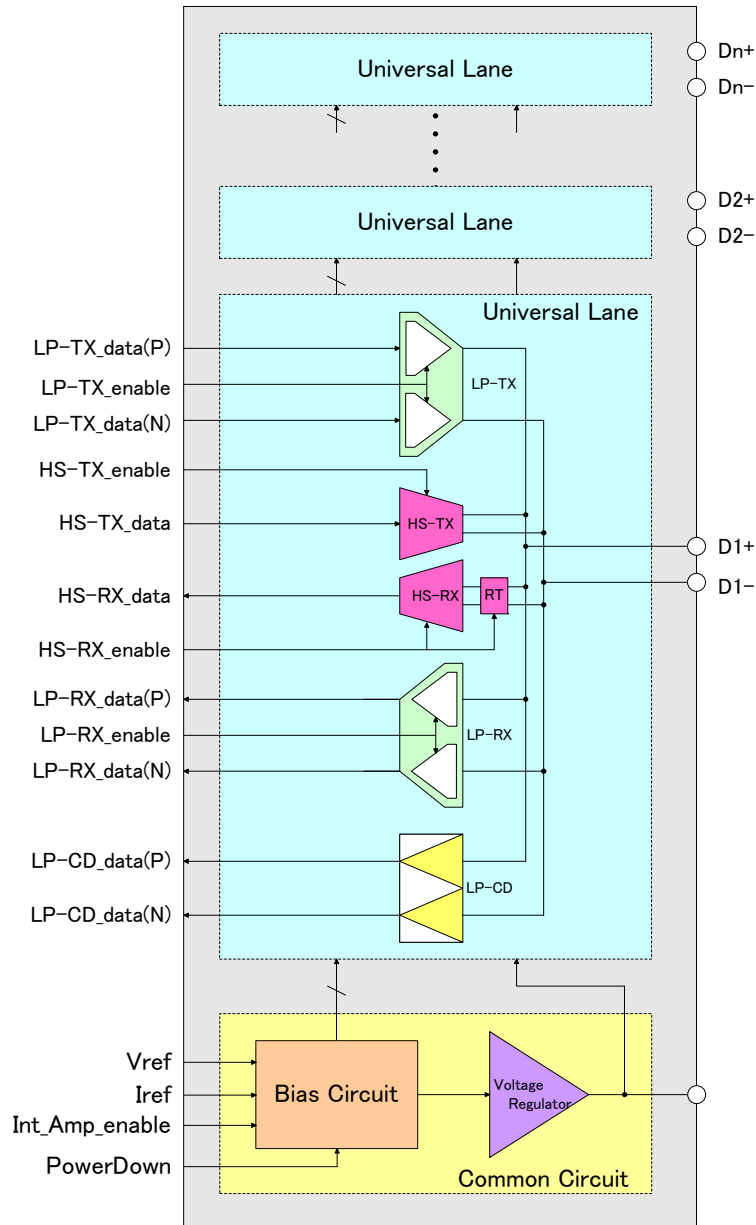 Universal Lane
Dn+
Dn-
Universal Lane
D2+
D2-
Universal Lane
LP-TX_data(P)
LP-TX_enable
LP-TX
LP-TX_data(N)
HS-TX_enable
HS-TX_data
HS-TX
D1+
D1-
HS-RX_data
HS-RX
RT
HS-RX_enable
LP-RX_data(P)
LP-RX_enable
LP-RX
LP-RX_data(N)
LP-CD_data(P)
LP-CD
LP-CD_data(N)
Vref
Iref
Int_Amp_enable
PowerDown
Bias Circuit
Voltage
Regulator
Common Circuit